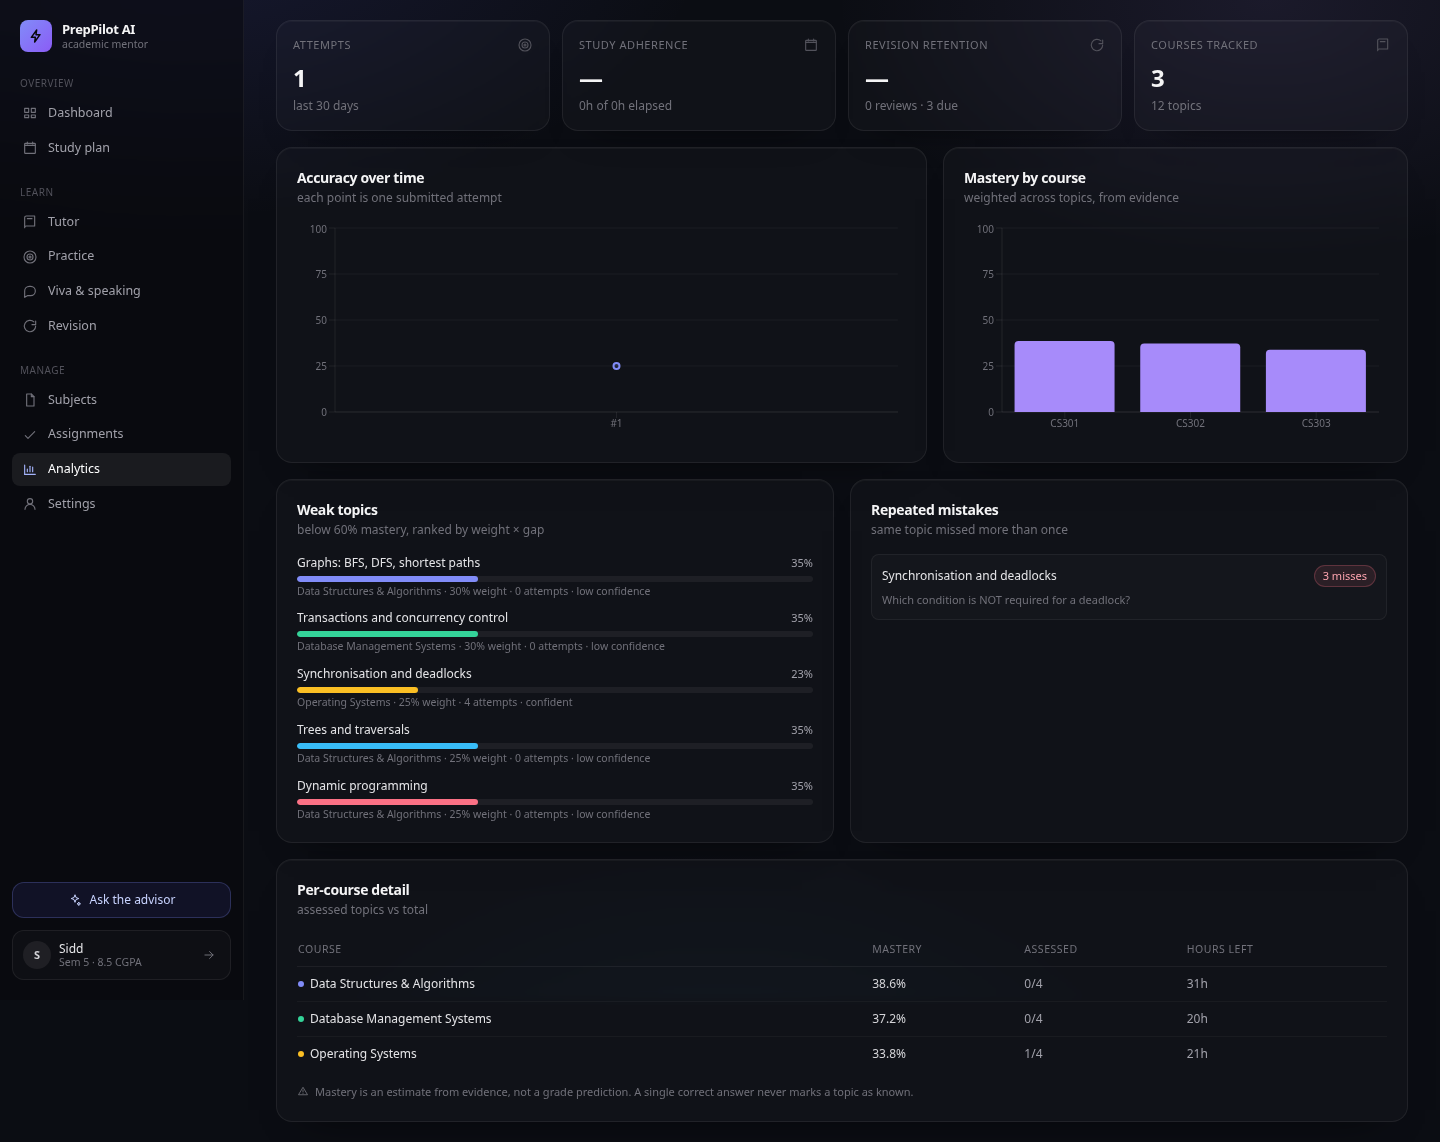 PrepPilot AI
academic mentor
OVERVIEW
Dashboard
Study plan
LEARN
Tutor
Practice
Viva & speaking
Revision
MANAGE
Subjects
Assignments
Analytics
Settings
Ask the advisor
S
Sidd
Sem 5 · 8.5 CGPA
ATTEMPTS
1
last 30 days
STUDY ADHERENCE
—
0h of 0h elapsed
REVISION RETENTION
—
0 reviews · 3 due
COURSES TRACKED
3
12 topics
Accuracy over time
each point is one submitted attempt
100
75
50
25
0
#1
Mastery by course
weighted across topics, from evidence
100
75
50
25
0
CS301 CS302 CS303
Weak topics
below 60% mastery, ranked by weight × gap
Graphs: BFS, DFS, shortest paths 35%
Data Structures & Algorithms · 30% weight · 0 attempts · low confidence
Transactions and concurrency control 35%
Database Management Systems · 30% weight · 0 attempts · low confidence
Synchronisation and deadlocks 23%
Operating Systems · 25% weight · 4 attempts · confident
Trees and traversals 35%
Data Structures & Algorithms · 25% weight · 0 attempts · low confidence
Dynamic programming 35%
Data Structures & Algorithms · 25% weight · 0 attempts · low confidence
Repeated mistakes
same topic missed more than once
Synchronisation and deadlocks 3 misses
Which condition is NOT required for a deadlock?
Per-course detail
assessed topics vs total
COURSE MASTERY ASSESSED HOURS LEFT
Data Structures & Algorithms 38.6% 0/4 31h
Database Management Systems 37.2% 0/4 20h
Operating Systems 33.8% 1/4 21h
Mastery is an estimate from evidence, not a grade prediction. A single correct answer never marks a topic as known.